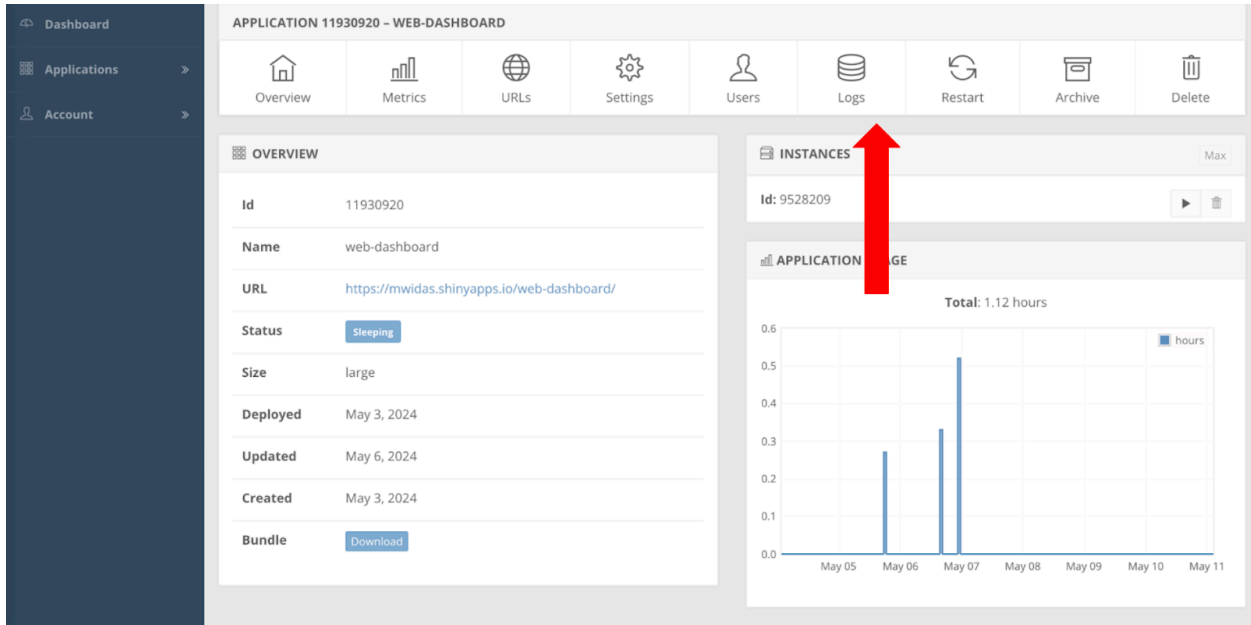 Dashboard
Applications
Account
APPLICATION 11930920 – WEB-DASHBOARD
Overview
Metrics
URLs
Settings
Users
Logs
Restart
Archive
Delete
OVERVIEW
Id 11930920
Name web-dashboard
URL https://mwidas.shinyapps.io/web-dashboard/
Status Sleeping
Size large
Deployed May 3, 2024
Updated May 6, 2024
Created May 3, 2024
Bundle Download
INSTANCES
Max
Id: 9528209
APPLICATION AGE
Total: 1.12 hours
hours
0.6
0.5
0.4
0.3
0.2
0.1
0.0
May 05 May 06 May 07 May 08 May 09 May 10 May 11